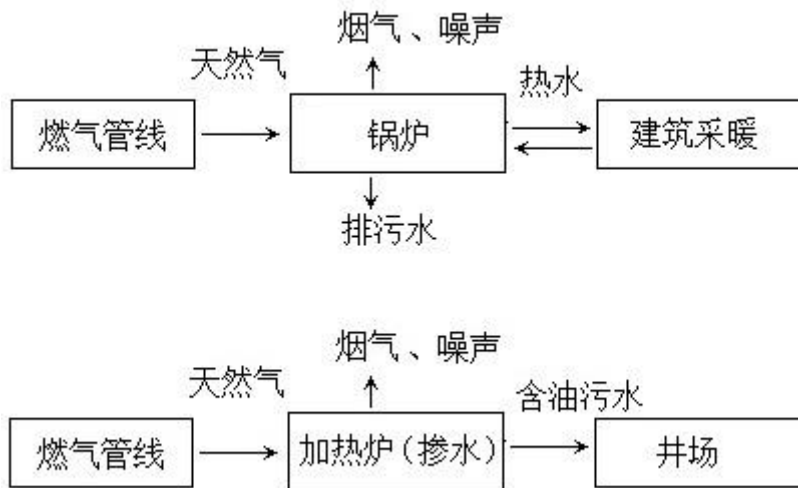 烟气、噪声
天然气
热水
燃气管线
锅炉
建筑采暖
排污水
烟气、噪声
天然气
含油污水
燃气管线
加热炉(掺水)
井场